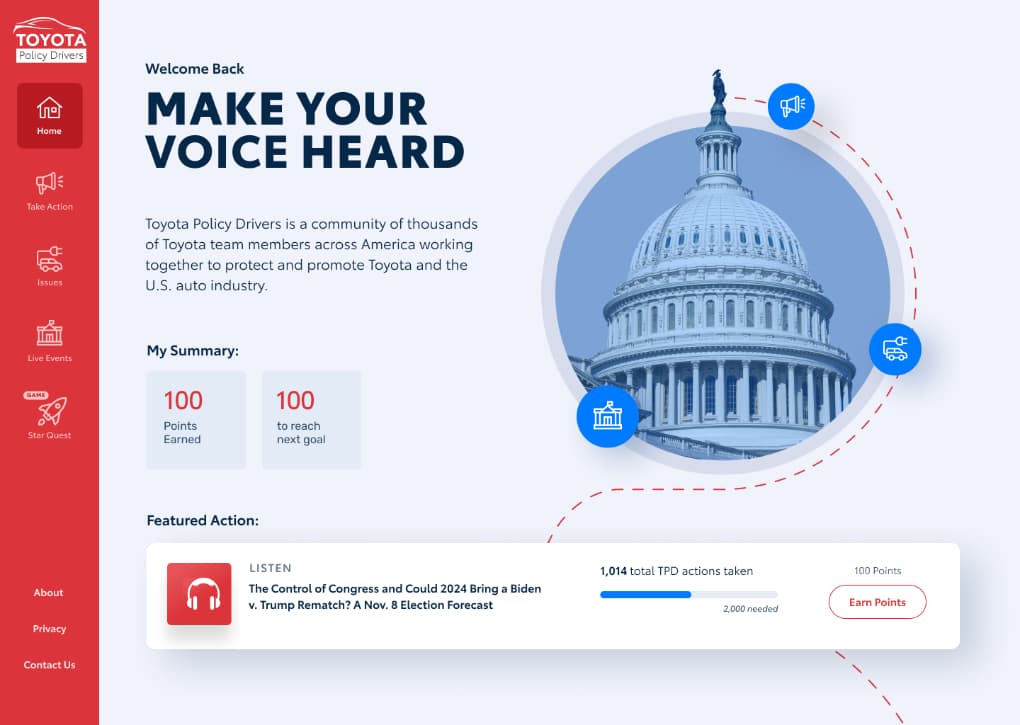 TOYOTA
Policy Drivers
Home
Take Action
Issues
Live Events
GAME
Star Quest
About
Privacy
Contact Us
Welcome Back
MAKE YOUR
VOICE HEARD
Toyota Policy Drivers is a community of thousands
of Toyota team members across America working
together to protect and promote Toyota and the
U.S. auto industry.
My Summary:
100
Points
Earned
100
to reach
next goal
Featured Action:
LISTEN
The Control of Congress and Could 2024 Bring a Biden
v. Trump Rematch? A Nov. 8 Election Forecast
1,014 total TPD actions taken
2,000 needed
100 Points
Earn Points